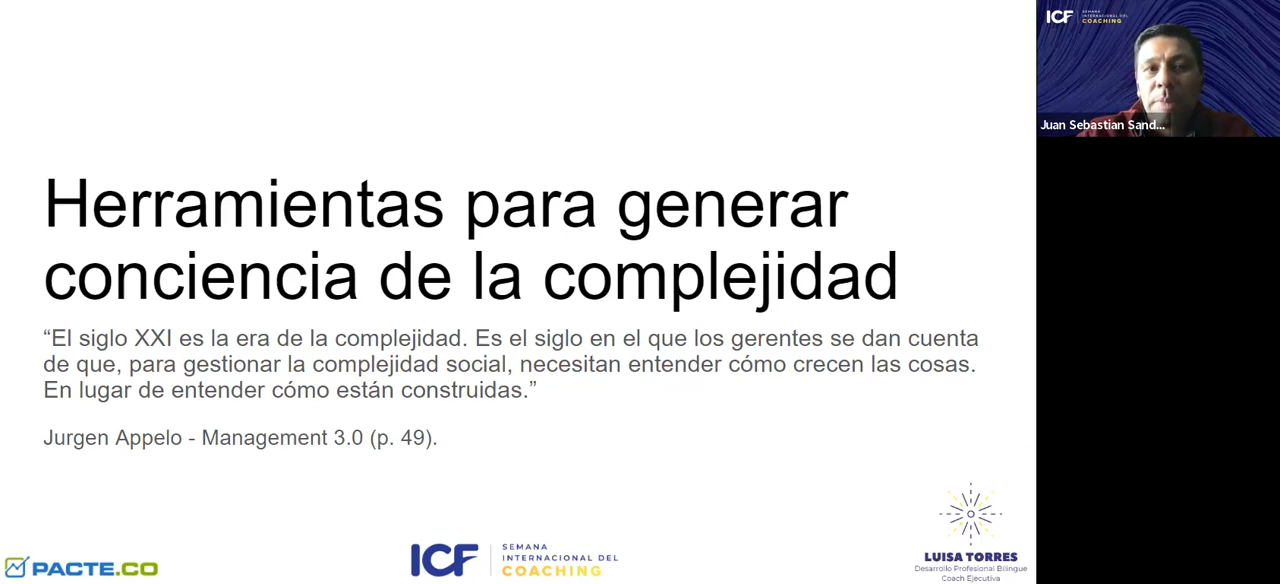 Herramientas para generar
conciencia de la complejidad
“El siglo XXI es la era de la complejidad. Es el siglo en el que los gerentes se dan cuenta
de que, para gestionar la complejidad social, necesitan entender cómo crecen las cosas.
En lugar de entender cómo están construidas.”
Jurgen Appelo - Management 3.0 (p. 49).
PACTE.CO
ICF
SEMANA
INTERNACIONAL DEL
COACHING
LUISA TORRES
Desarrollo Profesional Bilingue
Coach Ejecutiva
ICF
SEMANA
INTERNACIONAL DEL
COACHING
Juan Sebastian Sand...